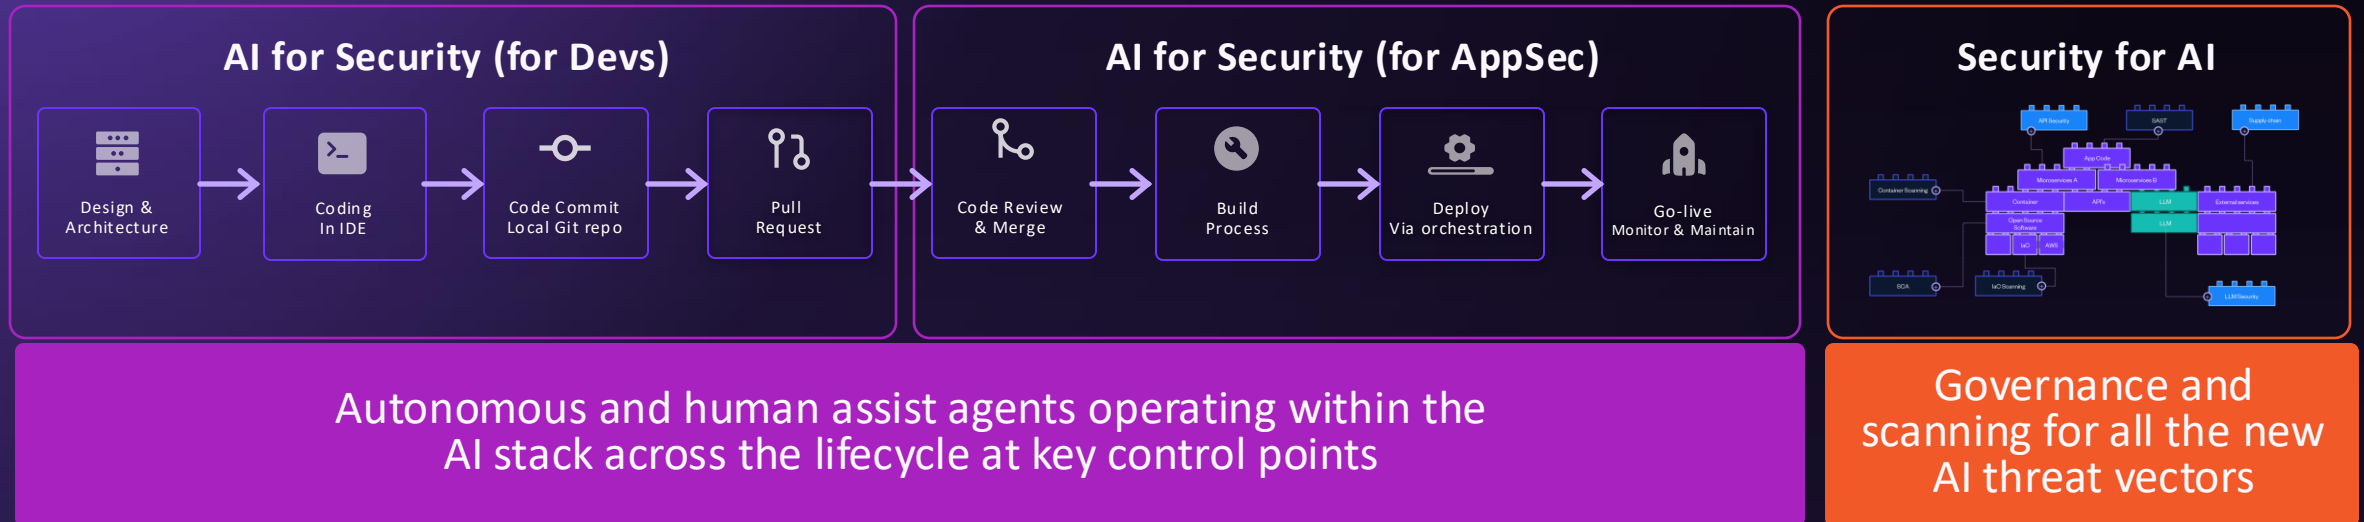 AI for Security (for Devs)
Design &
Architecture
Coding
In IDE
Code Commit
Local Git repo
Pull
Request
AI for Security (for AppSec)
Code Review
& Merge
Build
Process
Deploy
Via orchestration
Go-live
Monitor & Maintain
Security for AI
API Security
SAST
Supply chain
App Code
Microservices A
Microservices B
Container Scanning
Container
API's
LLM
External services
Open Source
Software
LLM
IaC
AWS
SCA
IaC Scanning
LLM Security
Autonomous and human assist agents operating within the
AI stack across the lifecycle at key control points
Governance and
scanning for all the new
AI threat vectors